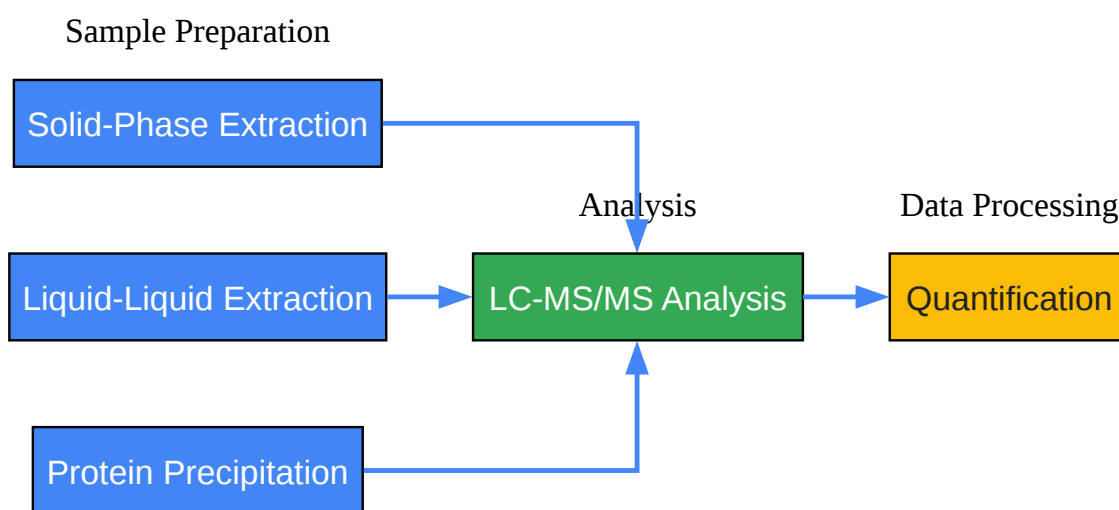 Sample Preparation
Solid-Phase Extraction
Analysis
Data Processing
Liquid-Liquid Extraction
LC-MS/MS Analysis
Quantification
Protein Precipitation